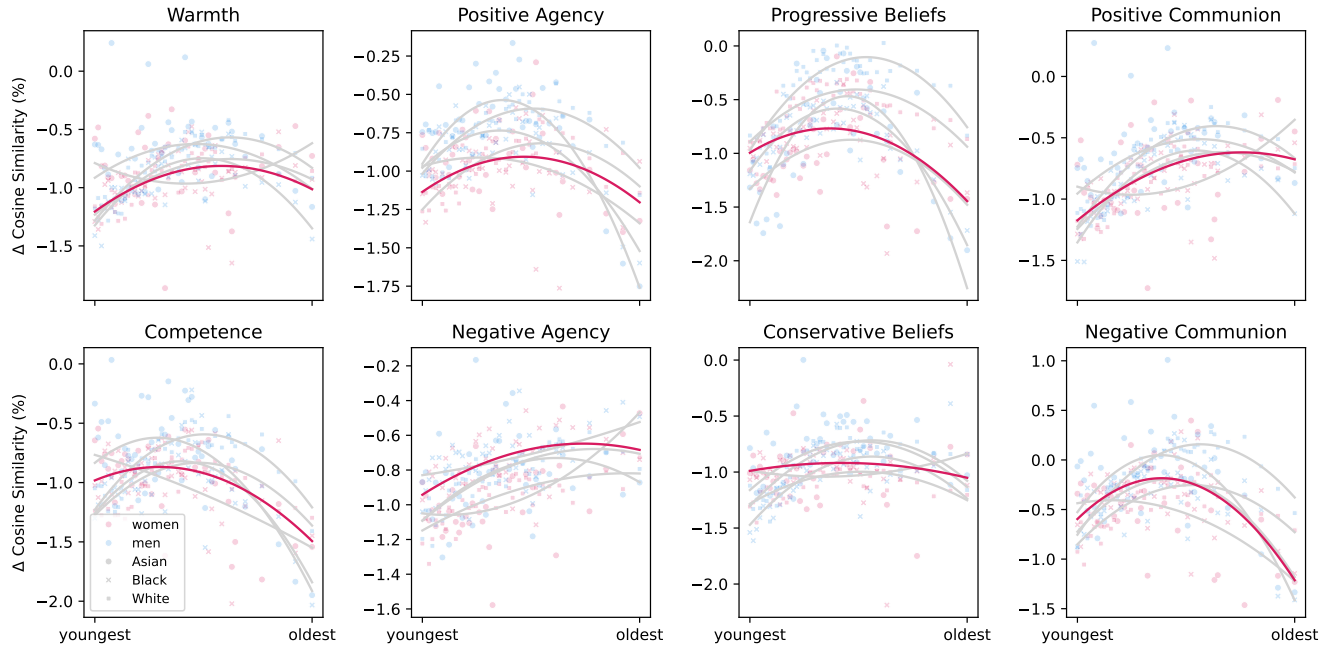 Warmth
Positive Agency
Progressive Beliefs
Positive Communion
Δ Cosine Similarity (%)
0.0
−0.5
−1.0
−1.5
−0.25
−0.50
−0.75
−1.00
−1.25
−1.50
−1.75
0.0
−0.5
−1.0
−1.5
−2.0
0.0
−0.5
−1.0
−1.5
Competence
Negative Agency
Conservative Beliefs
Negative Communion
Δ Cosine Similarity (%)
0.0
−0.5
−1.0
−1.5
−2.0
women
men
Asian
Black
White
youngest
oldest
−0.2
−0.4
−0.6
−0.8
−1.0
−1.2
−1.4
−1.6
youngest
oldest
0.0
−0.5
−1.0
−1.5
−2.0
youngest
oldest
1.0
0.5
0.0
−0.5
−1.0
−1.5
youngest
oldest